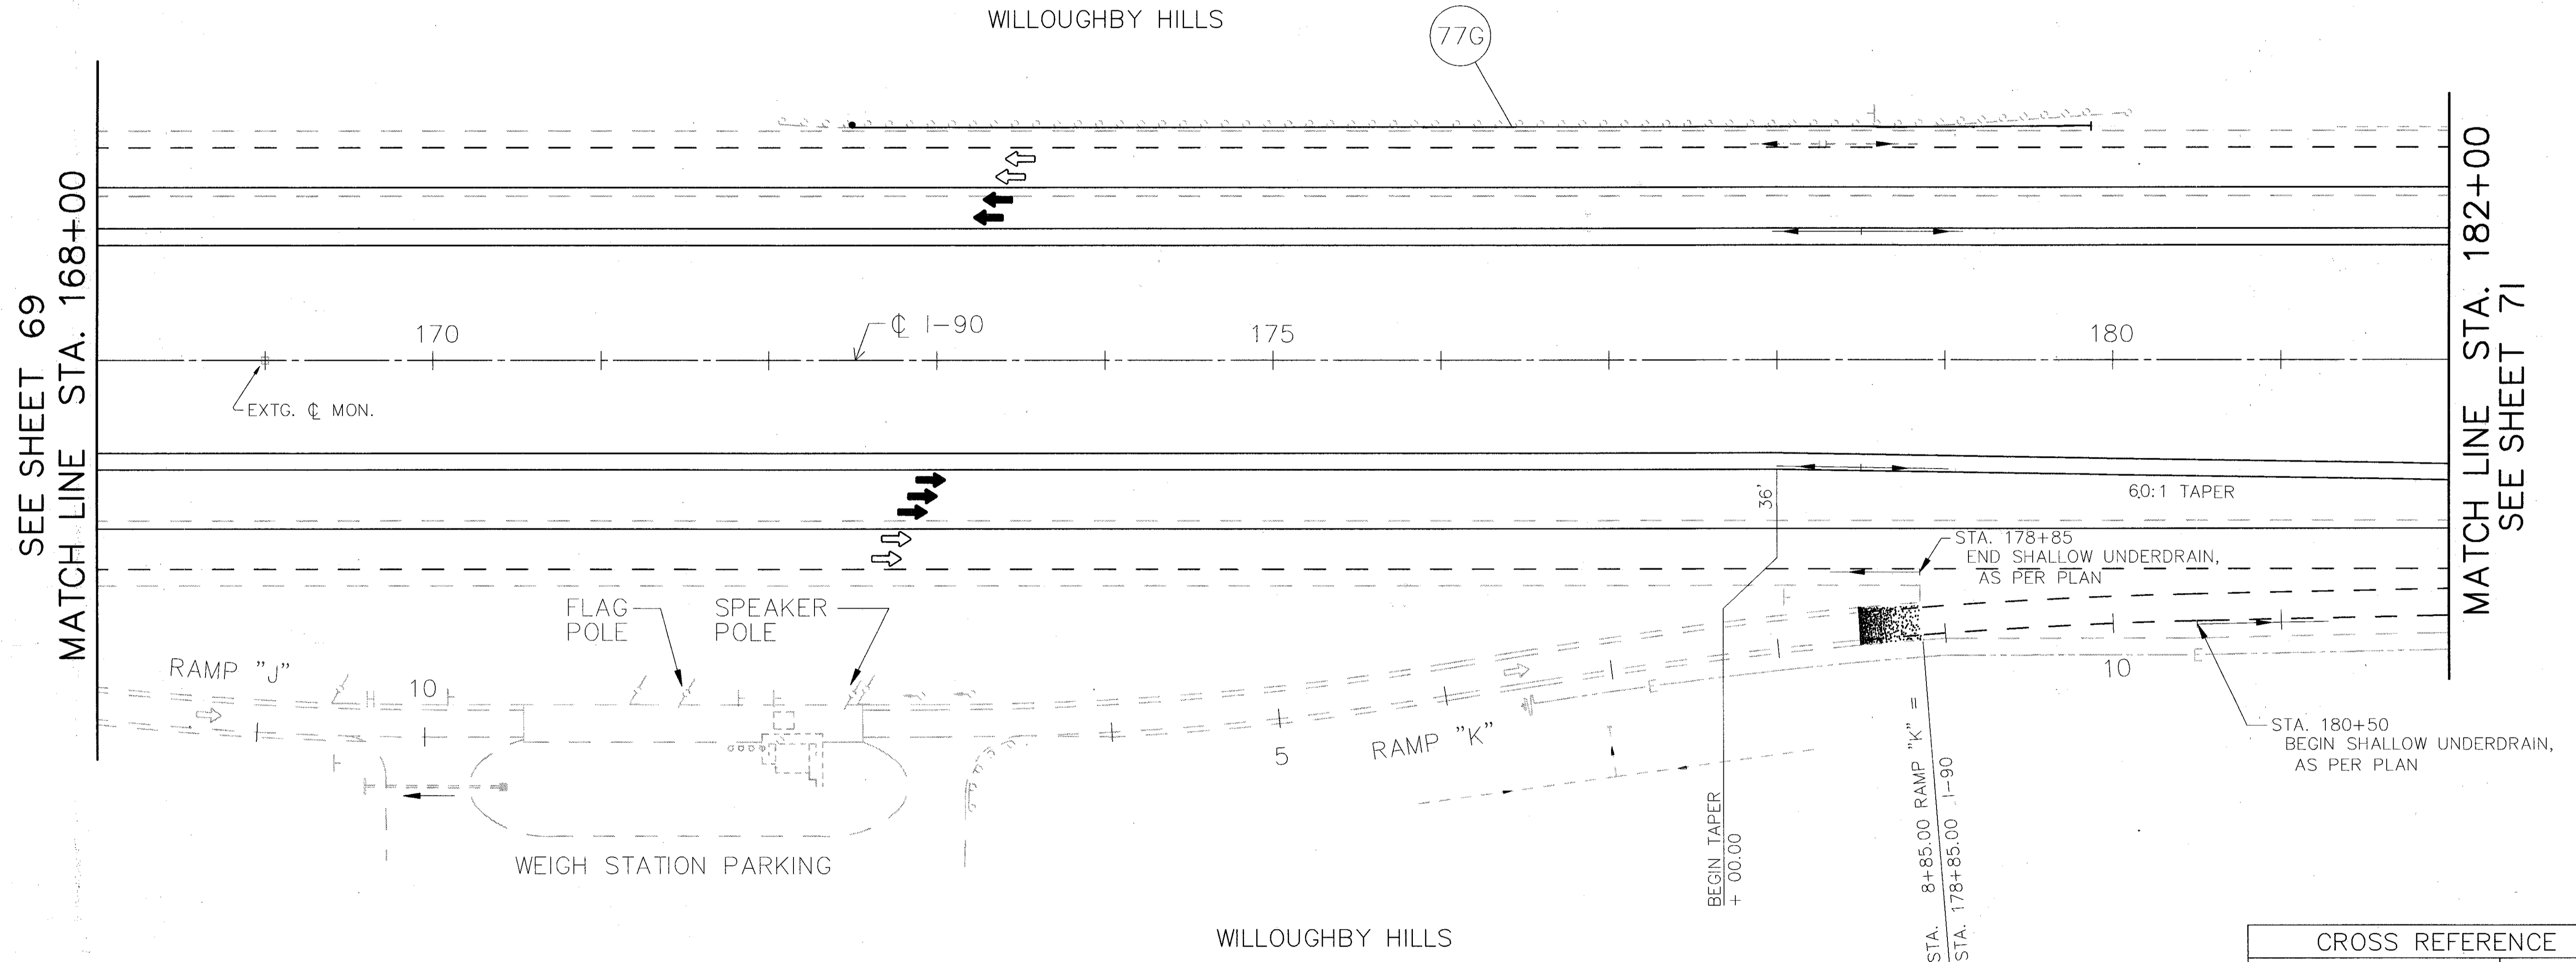 WILLOUGHBY HILLS
77G
SEE SHEET 69
MATCH LINE STA. 168+00
170
℄ I-90
175
180
EXTG. ℄ MON.
MATCH LINE STA. 182+00
SEE SHEET 71
36'
60:1 TAPER
STA. 178+85
END SHALLOW UNDERDRAIN,
AS PER PLAN
FLAG
POLE
SPEAKER
POLE
RAMP "J"
10
5
RAMP "K"
E
E
10
STA. 180+50
BEGIN SHALLOW UNDERDRAIN,
AS PER PLAN
BEGIN TAPER
+ 00.00
STA. 8+85.00 RAMP "K" =
STA. 178+85.00 I-90
WEIGH STATION PARKING
WILLOUGHBY HILLS
CROSS REFERENCE